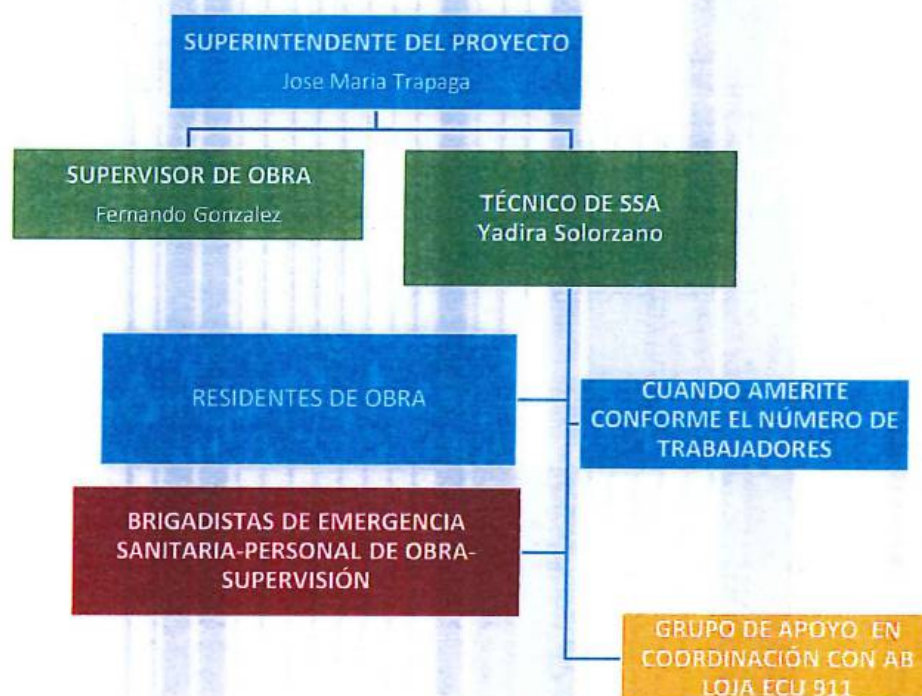 SUPERINTENDENTE DEL PROYECTO
Jose Maria Trapaga
SUPERVISOR DE OBRA
Fernando Gonzalez
TÉCNICO DE SSA
Yadira Solorzano
RESIDENTES DE OBRA
CUANDO AMERITE
CONFORME EL NÚMERO DE
TRABAJADORES
BRIGADISTAS DE EMERGENCIA
SANITARIA-PERSONAL DE OBRA-
SUPERVISIÓN
GRUPO DE APOYO EN
COORDINACIÓN CON AB
LOJA ECU 911